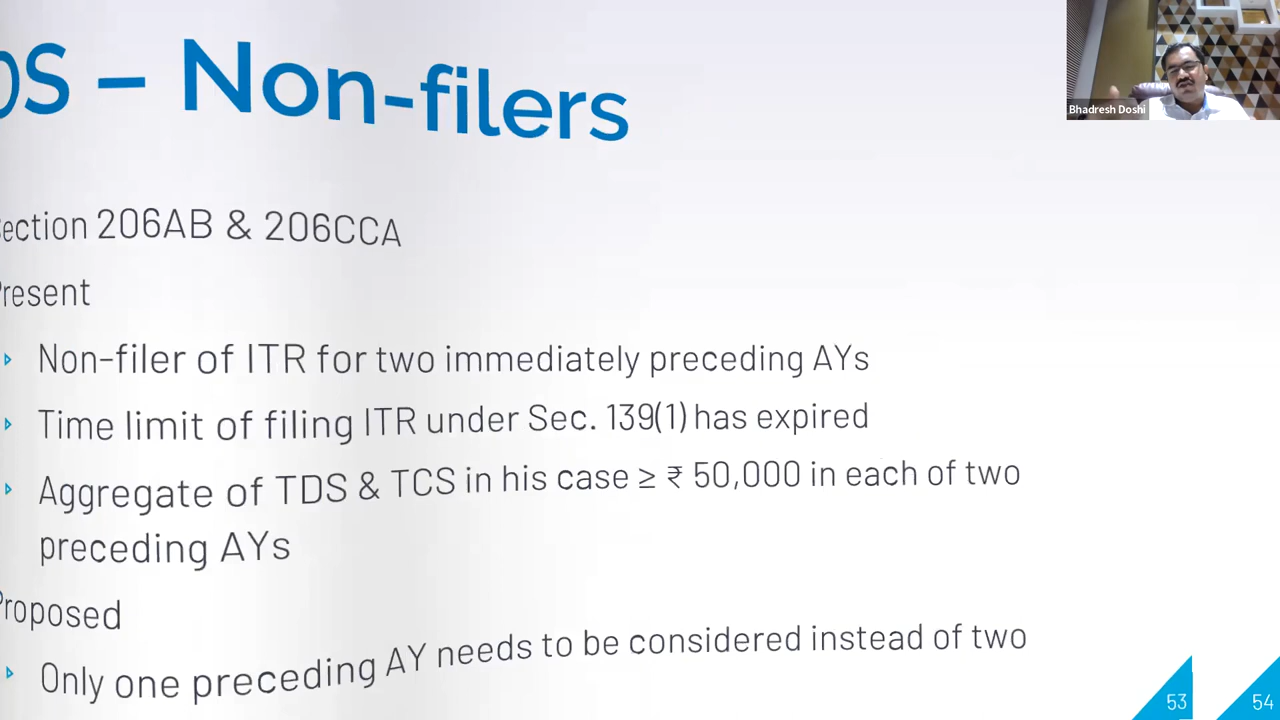 DS – Non-filers
Bhadresh Doshi
ection 206AB & 206CCA
resent
Non-filer of ITR for two immediately preceding AYs
Time limit of filing ITR under Sec. 139(1) has expired
Aggregate of TDS & TCS in his case ≥ ₹ 50,000 in each of two
preceding AYs
roposed
Only one preceding AY needs to be considered instead of two
53
54